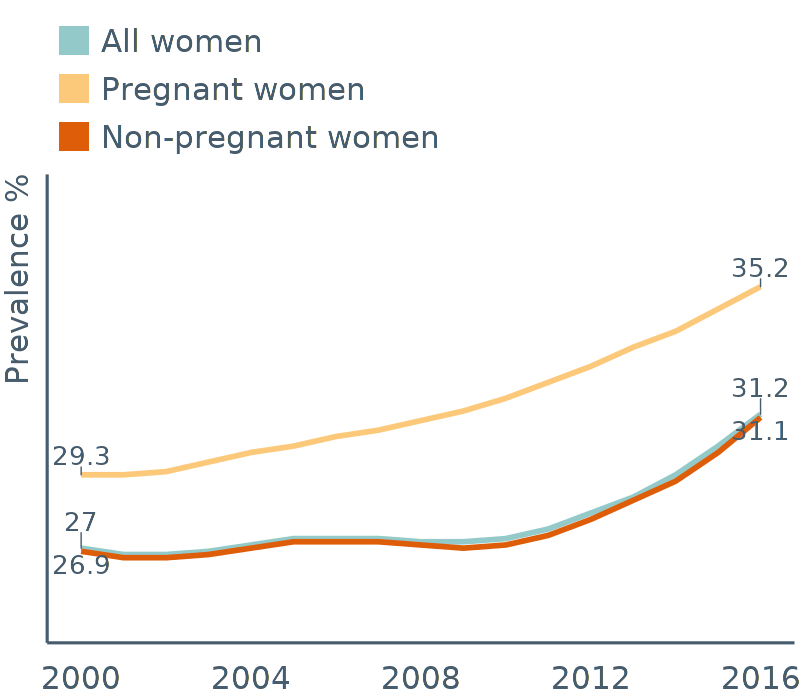 All women
Pregnant women
Non-pregnant women
Prevalence %
35.2
31.2
31.1
29.3
27
26.9
2000 2004 2008 2012 2016